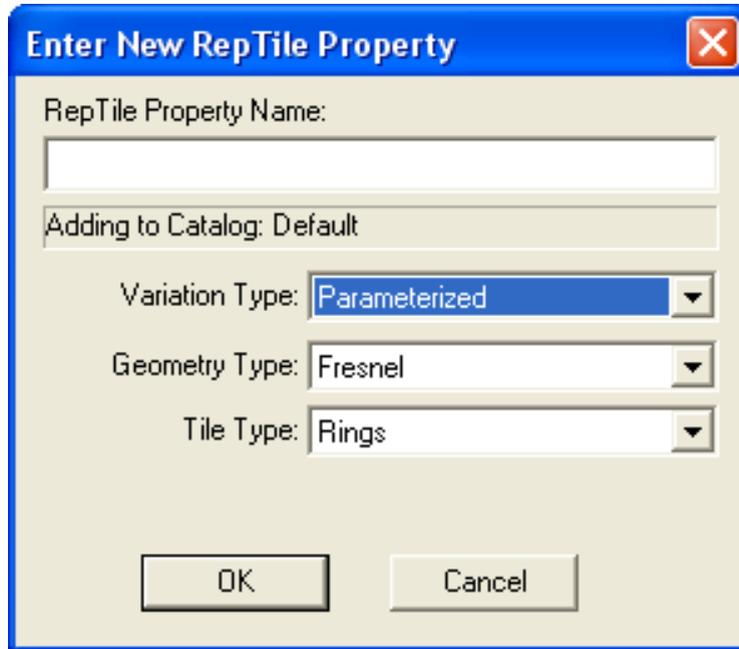 Enter New RepTile Property
RepTile Property Name:
Adding to Catalog: Default
Variation Type: Parameterized
Geometry Type: Fresnel
Tile Type: Rings
OK Cancel